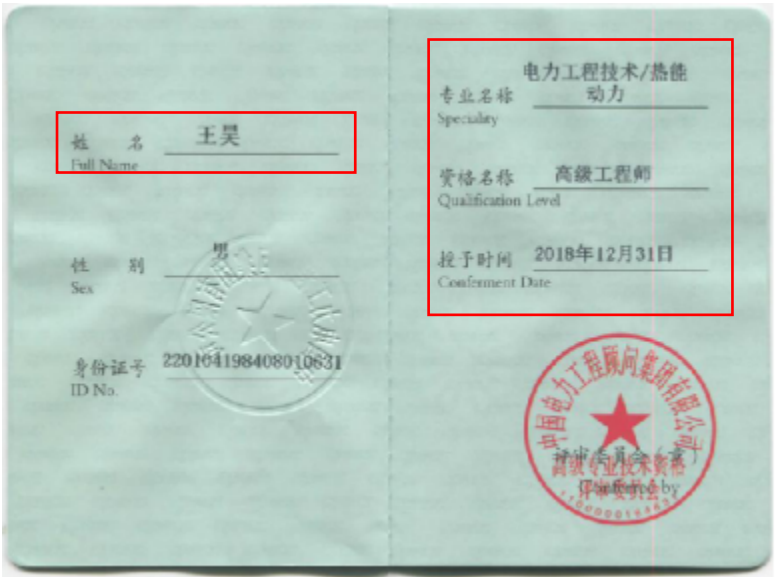 姓 名 王昊
Full Name
性 别 男
Sex
身份证号 220104198408010631
ID No.
专业名称 电力工程技术/热能
动力
Speciality
资格名称 高级工程师
Qualification Level
授予时间 2018年12月31日
Conferment Date
中国电力工程顾问集团有限公司
评审委员会(章)
高级专业技术资格
评审委员会
Conferred by